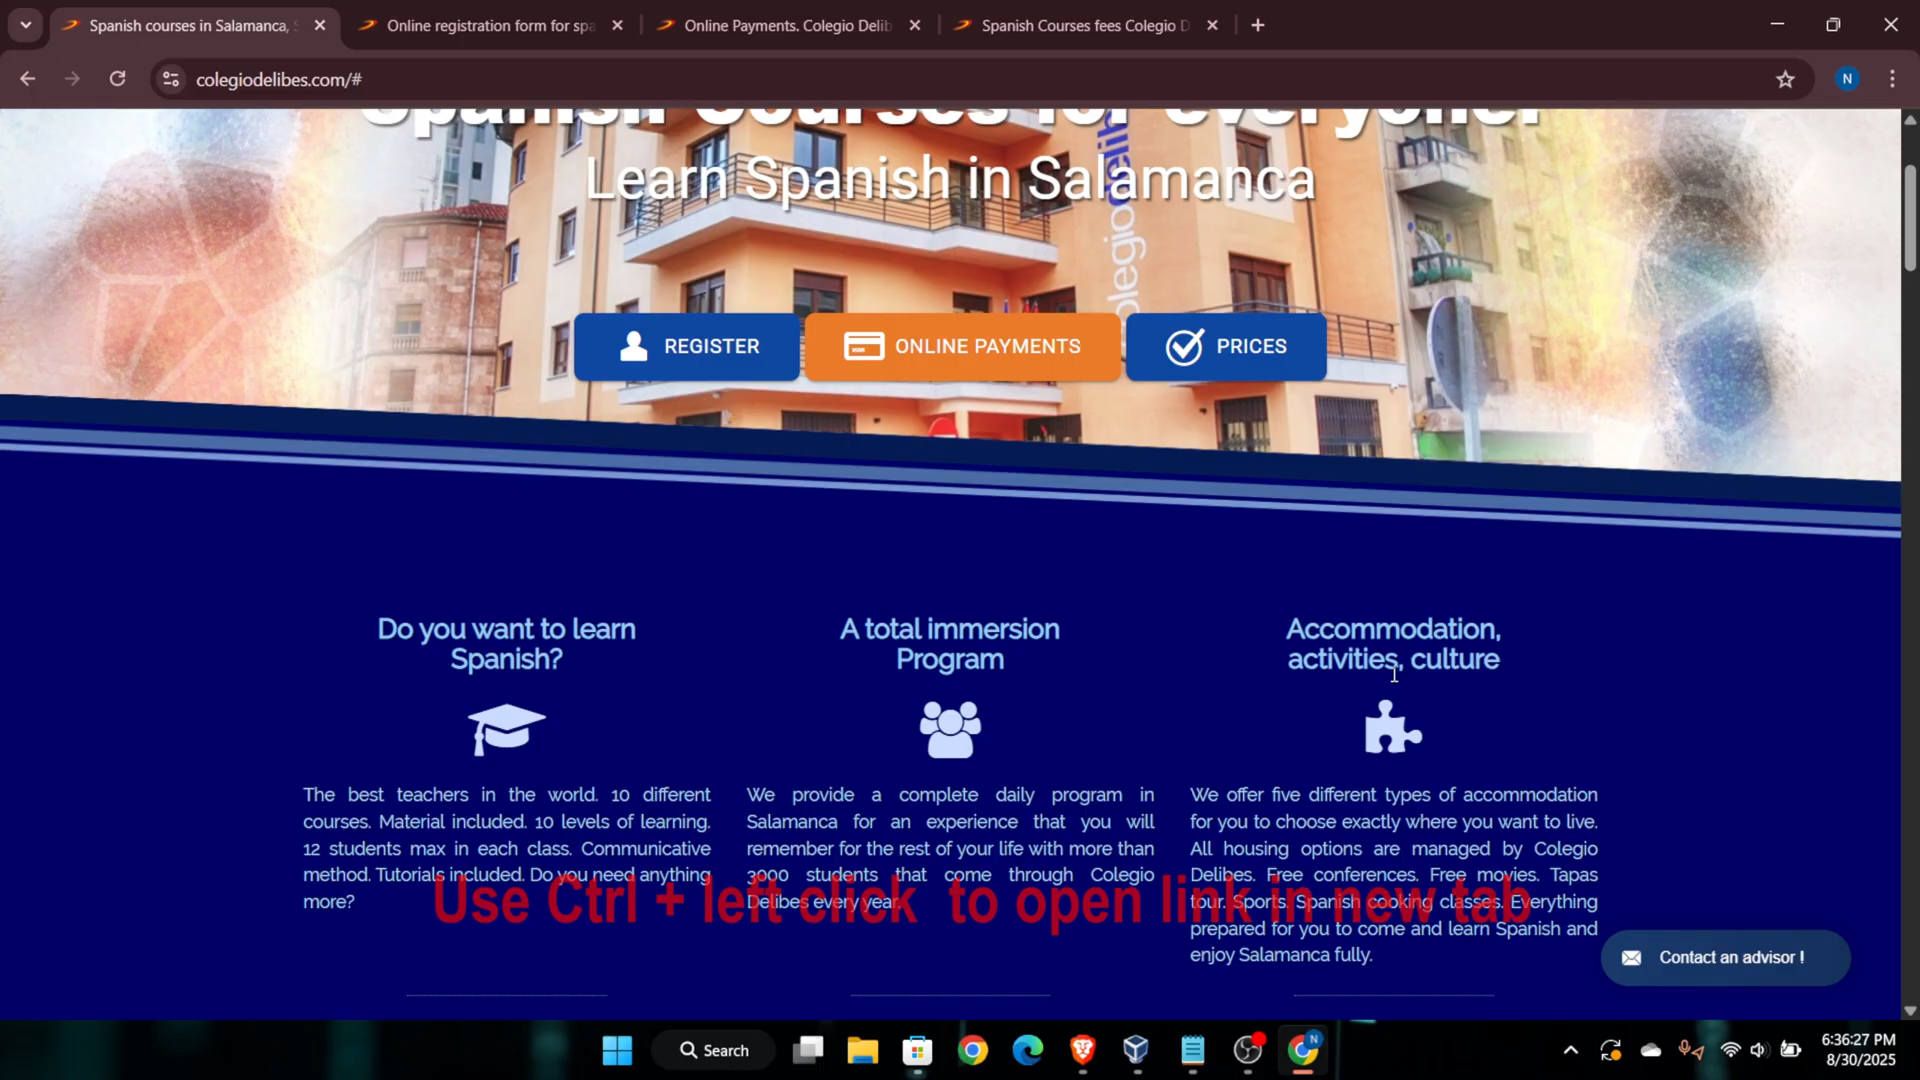 Spanish courses in Salamanca, S
Online registration form for spa
Online Payments. Colegio Delib
Spanish Courses fees Colegio D
colegiodelibes.com/#
N
Spanish Courses for everyone!
Learn Spanish in Salamanca
colegiodelib
REGISTER
ONLINE PAYMENTS
PRICES
Do you want to learn
Spanish?
A total immersion
Program
Accommodation,
activities, culture
The best teachers in the world. 10 different
courses. Material included. 10 levels of learning.
12 students max in each class. Communicative
method. Tutorials included. Do you need anything
more?
We provide a complete daily program in
Salamanca for an experience that you will
remember for the rest of your life with more than
3000 students that come through Colegio
Delibes every year.
We offer five different types of accommodation
for you to choose exactly where you want to live.
All housing options are managed by Colegio
Delibes. Free conferences. Free movies. Tapas
tour. Sports. Spanish cooking classes. Everything
prepared for you to come and learn Spanish and
enjoy Salamanca fully.
Use Ctrl + left click to open link in new tab
Contact an advisor !
Search
N
6:36:27 PM
8/30/2025